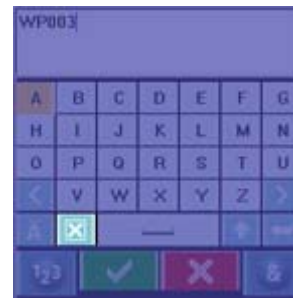 WP003
A B C D E F G
H I J K L M N
O P Q R S T U
< V W X Y Z >
123 &